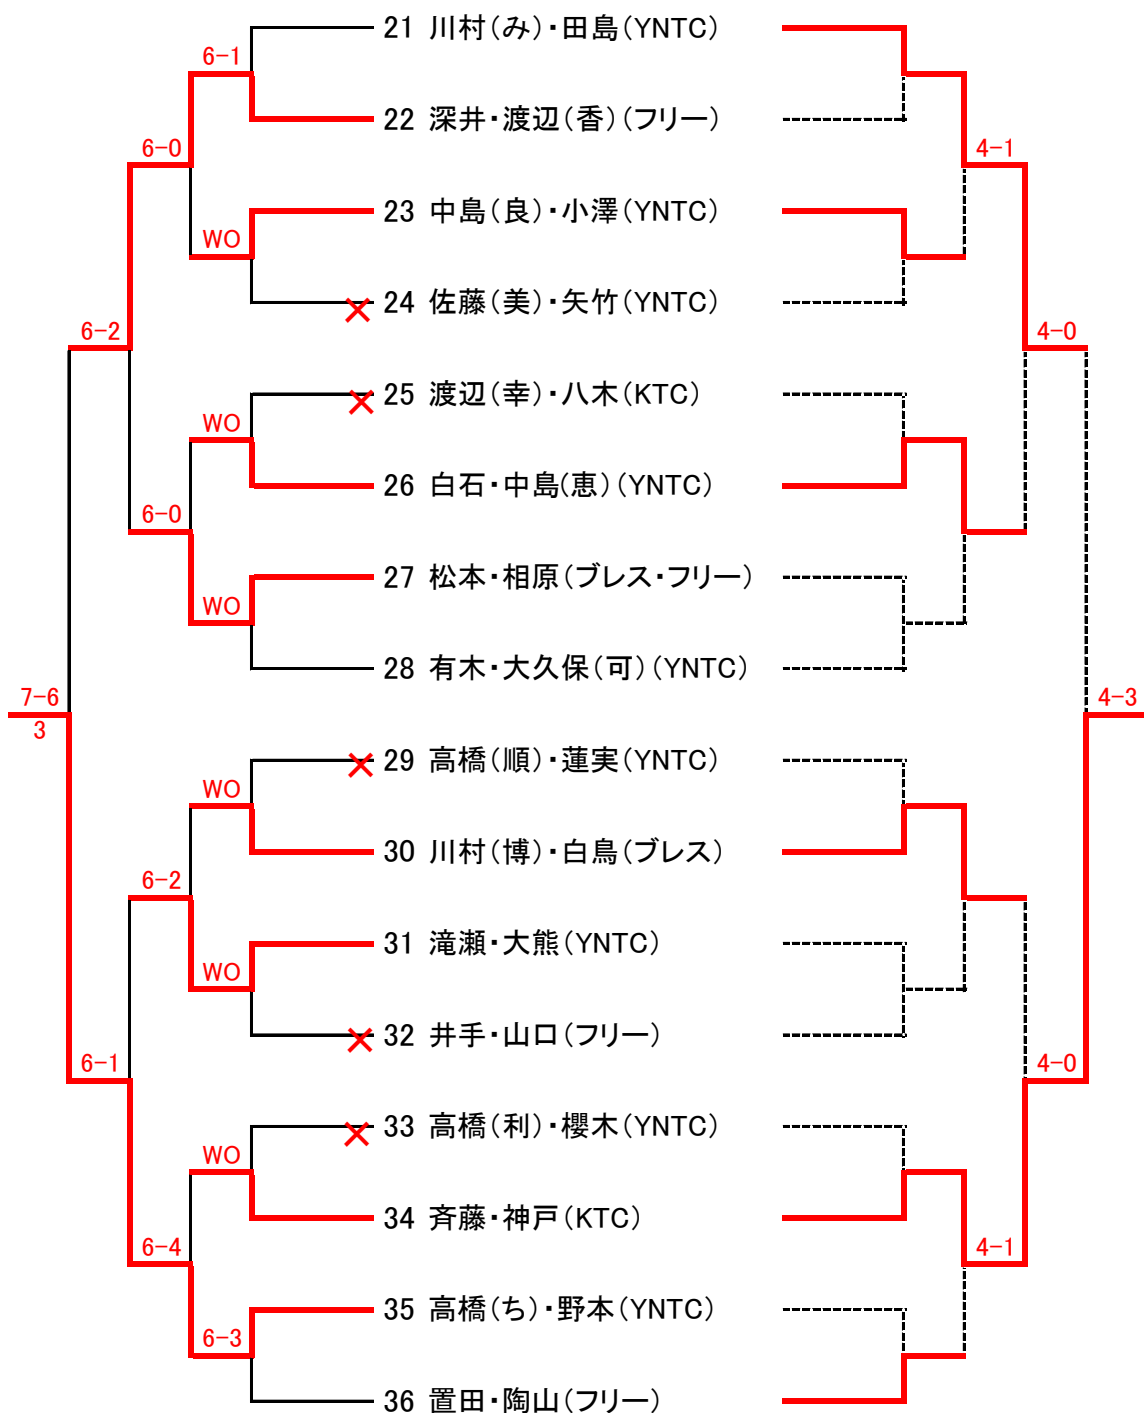 21 川村(み)・田島(YNTC)
6-1
22 深井・渡辺(香)(フリー)
6-0
4-1
23 中島(良)・小澤(YNTC)
WO
24 佐藤(美)・矢竹(YNTC)
6-2
4-0
25 渡辺(幸)・八木(KTC)
WO
26 白石・中島(恵)(YNTC)
6-0
27 松本・相原(ブレス・フリー)
WO
28 有木・大久保(可)(YNTC)
7-6
4-3
3
29 高橋(順)・蓮実(YNTC)
WO
30 川村(博)・白鳥(ブレス)
6-2
31 滝瀬・大熊(YNTC)
WO
32 井手・山口(フリー)
6-1
4-0
33 高橋(利)・櫻木(YNTC)
WO
34 斉藤・神戸(KTC)
6-4
4-1
35 高橋(ち)・野本(YNTC)
6-3
36 置田・陶山(フリー)